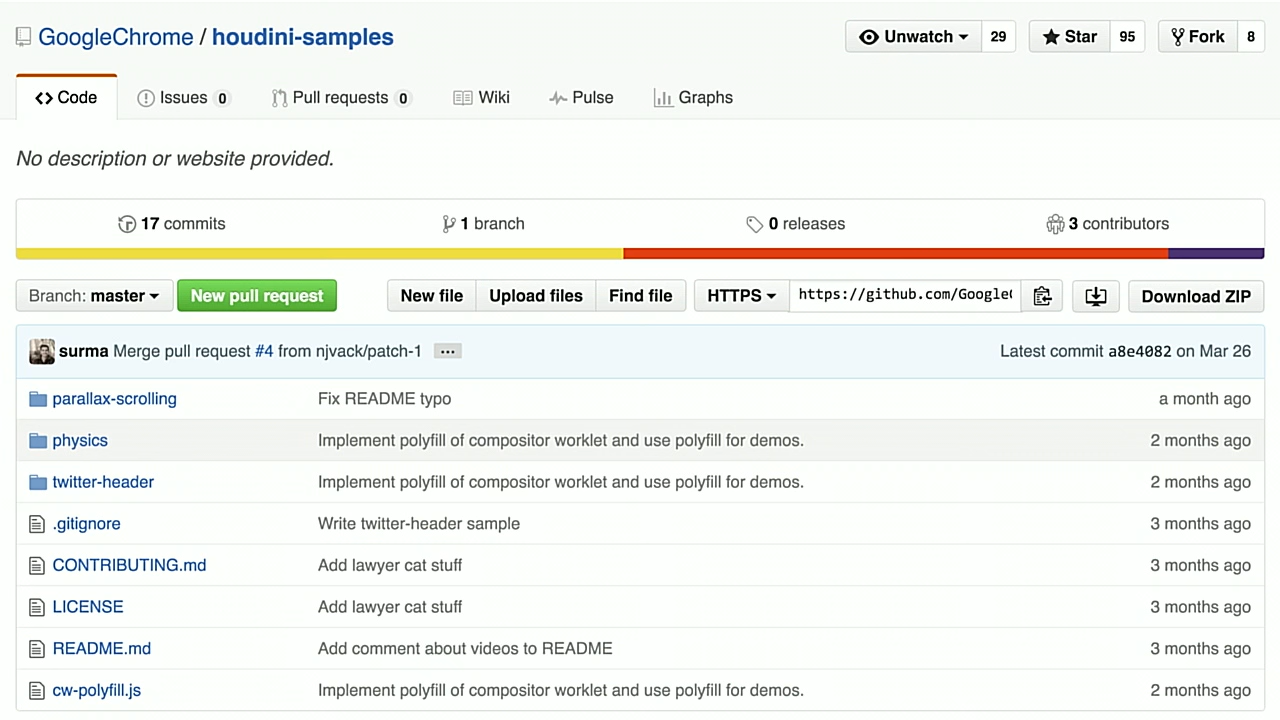 GoogleChrome / houdini-samples
Unwatch 29 Star 95 Fork 8
Code Issues 0 Pull requests 0 Wiki Pulse Graphs
No description or website provided.
17 commits 1 branch 0 releases 3 contributors
Branch: master New pull request New file Upload files Find file HTTPS https://github.com/Google Download ZIP
surma Merge pull request #4 from njvack/patch-1 ... Latest commit a8e4082 on Mar 26
parallax-scrolling Fix README typo a month ago
physics Implement polyfill of compositor worklet and use polyfill for demos. 2 months ago
twitter-header Implement polyfill of compositor worklet and use polyfill for demos. 2 months ago
.gitignore Write twitter-header sample 3 months ago
CONTRIBUTING.md Add lawyer cat stuff 3 months ago
LICENSE Add lawyer cat stuff 3 months ago
README.md Add comment about videos to README 3 months ago
cw-polyfill.js Implement polyfill of compositor worklet and use polyfill for demos. 2 months ago